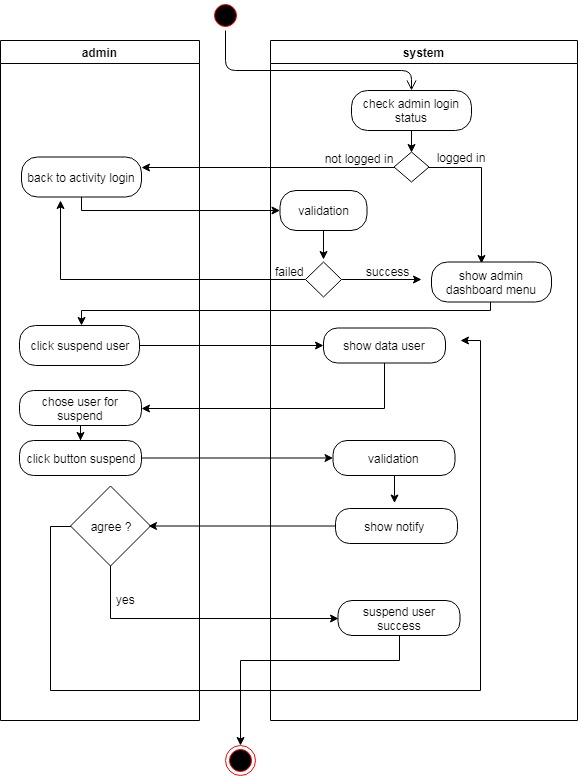 admin
system
check admin login
status
not logged in
logged in
back to activity login
validation
failed
success
show admin
dashboard menu
click suspend user
show data user
chose user for
suspend
click button suspend
validation
agree ?
show notify
yes
suspend user
success